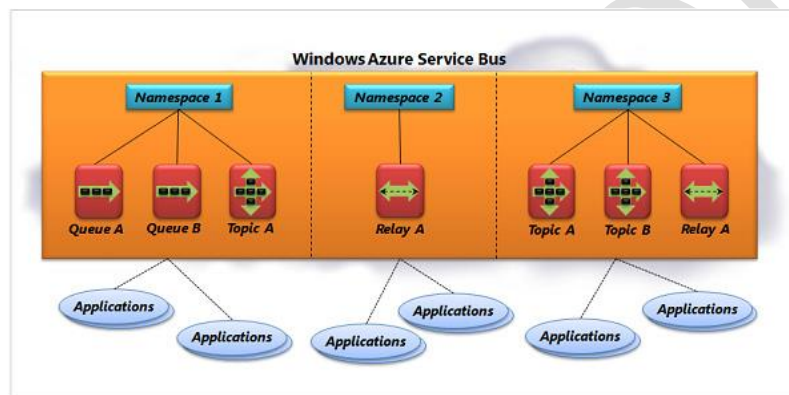 Windows Azure Service Bus
Namespace 1 Namespace 2 Namespace 3
Queue A Queue B Topic A Relay A Topic A Topic B Relay A
Applications Applications Applications Applications
Applications Applications